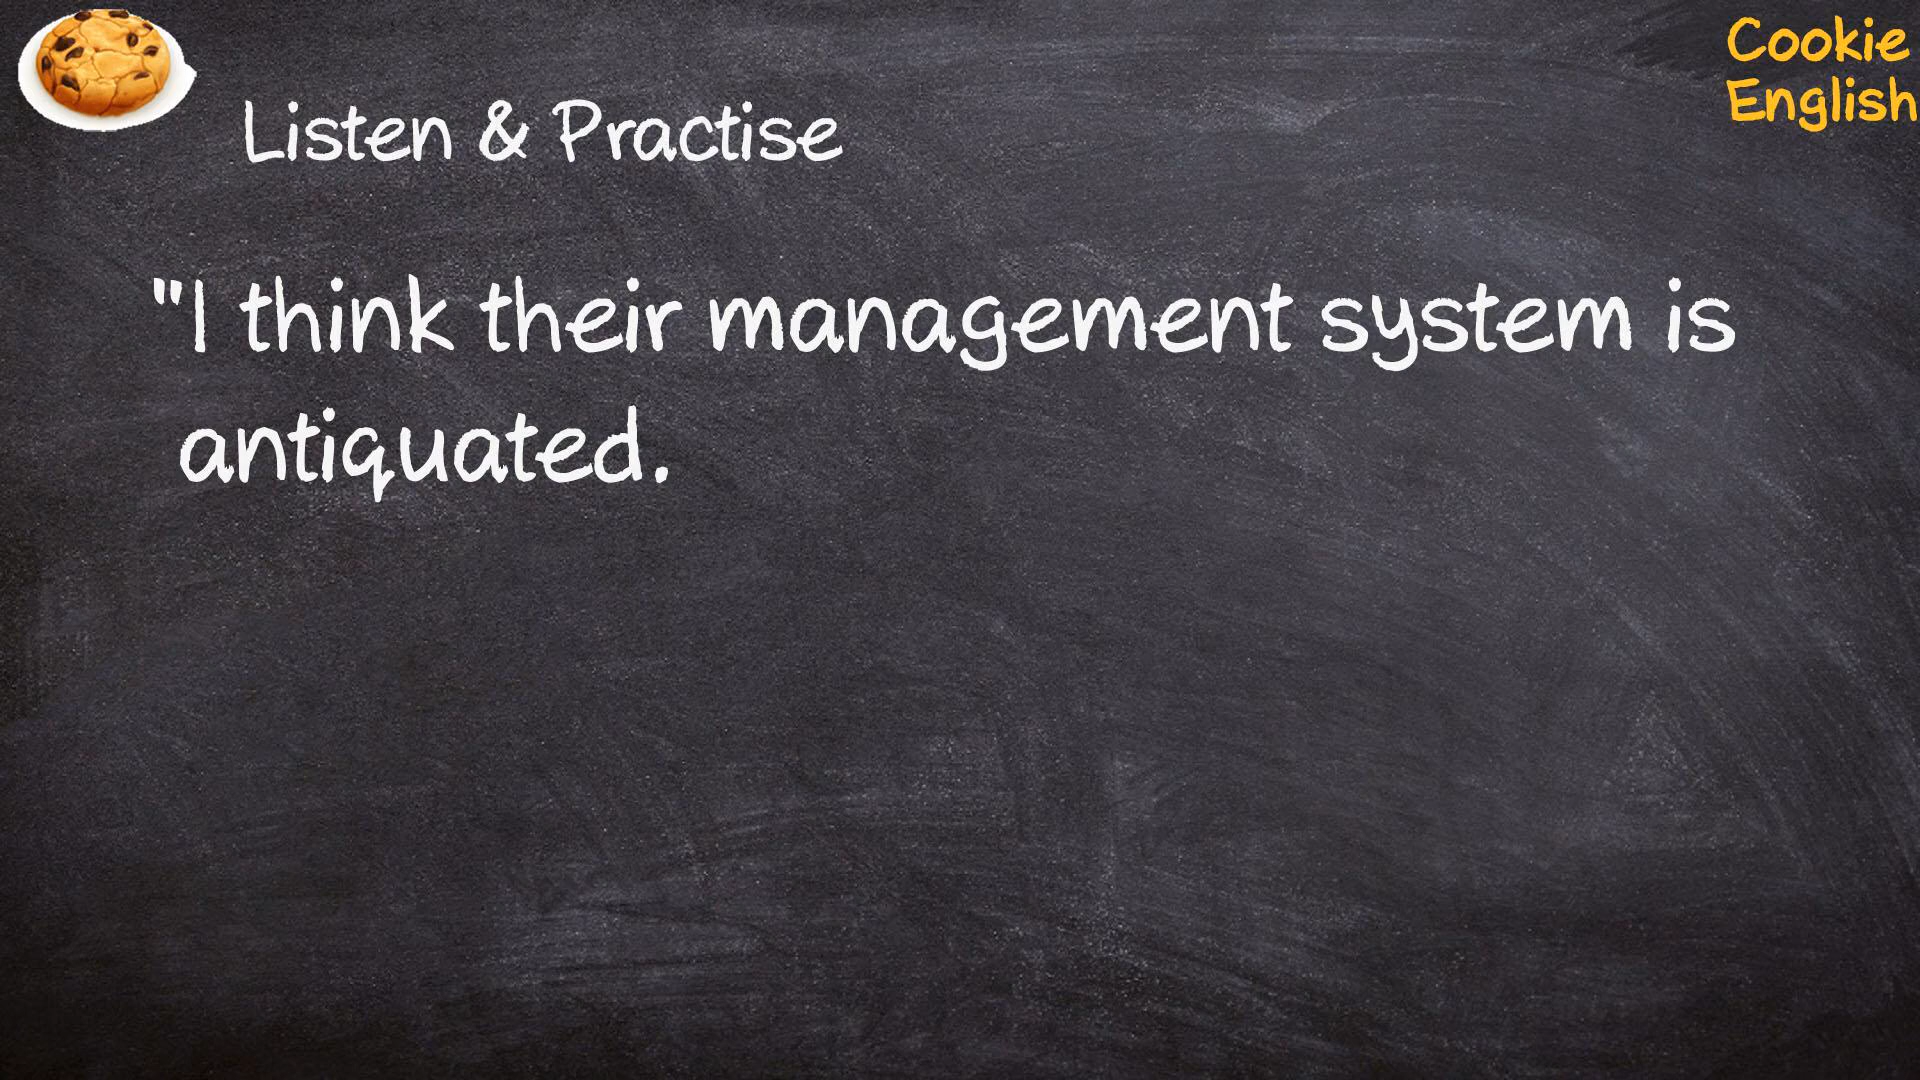 Cookie
English
Listen & Practise
"I think their management system is
antiquated.